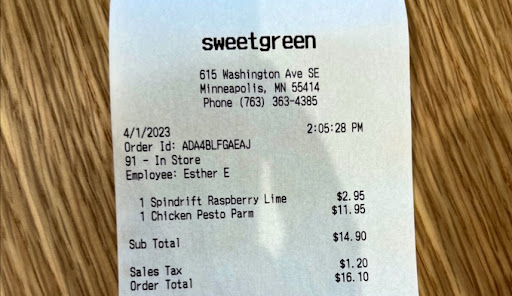 sweetgreen
615 Washington Ave SE
Minneapolis, MN 55414
Phone (763) 363-4385
4/1/2023 2:05:28 PM
Order Id: ADA4BLFGAEAJ
91 - In Store
Employee: Esther E
1 Spindrift Raspberry Lime $2.95
1 Chicken Pesto Parm $11.95
Sub Total $14.90
Sales Tax $1.20
Order Total $16.10